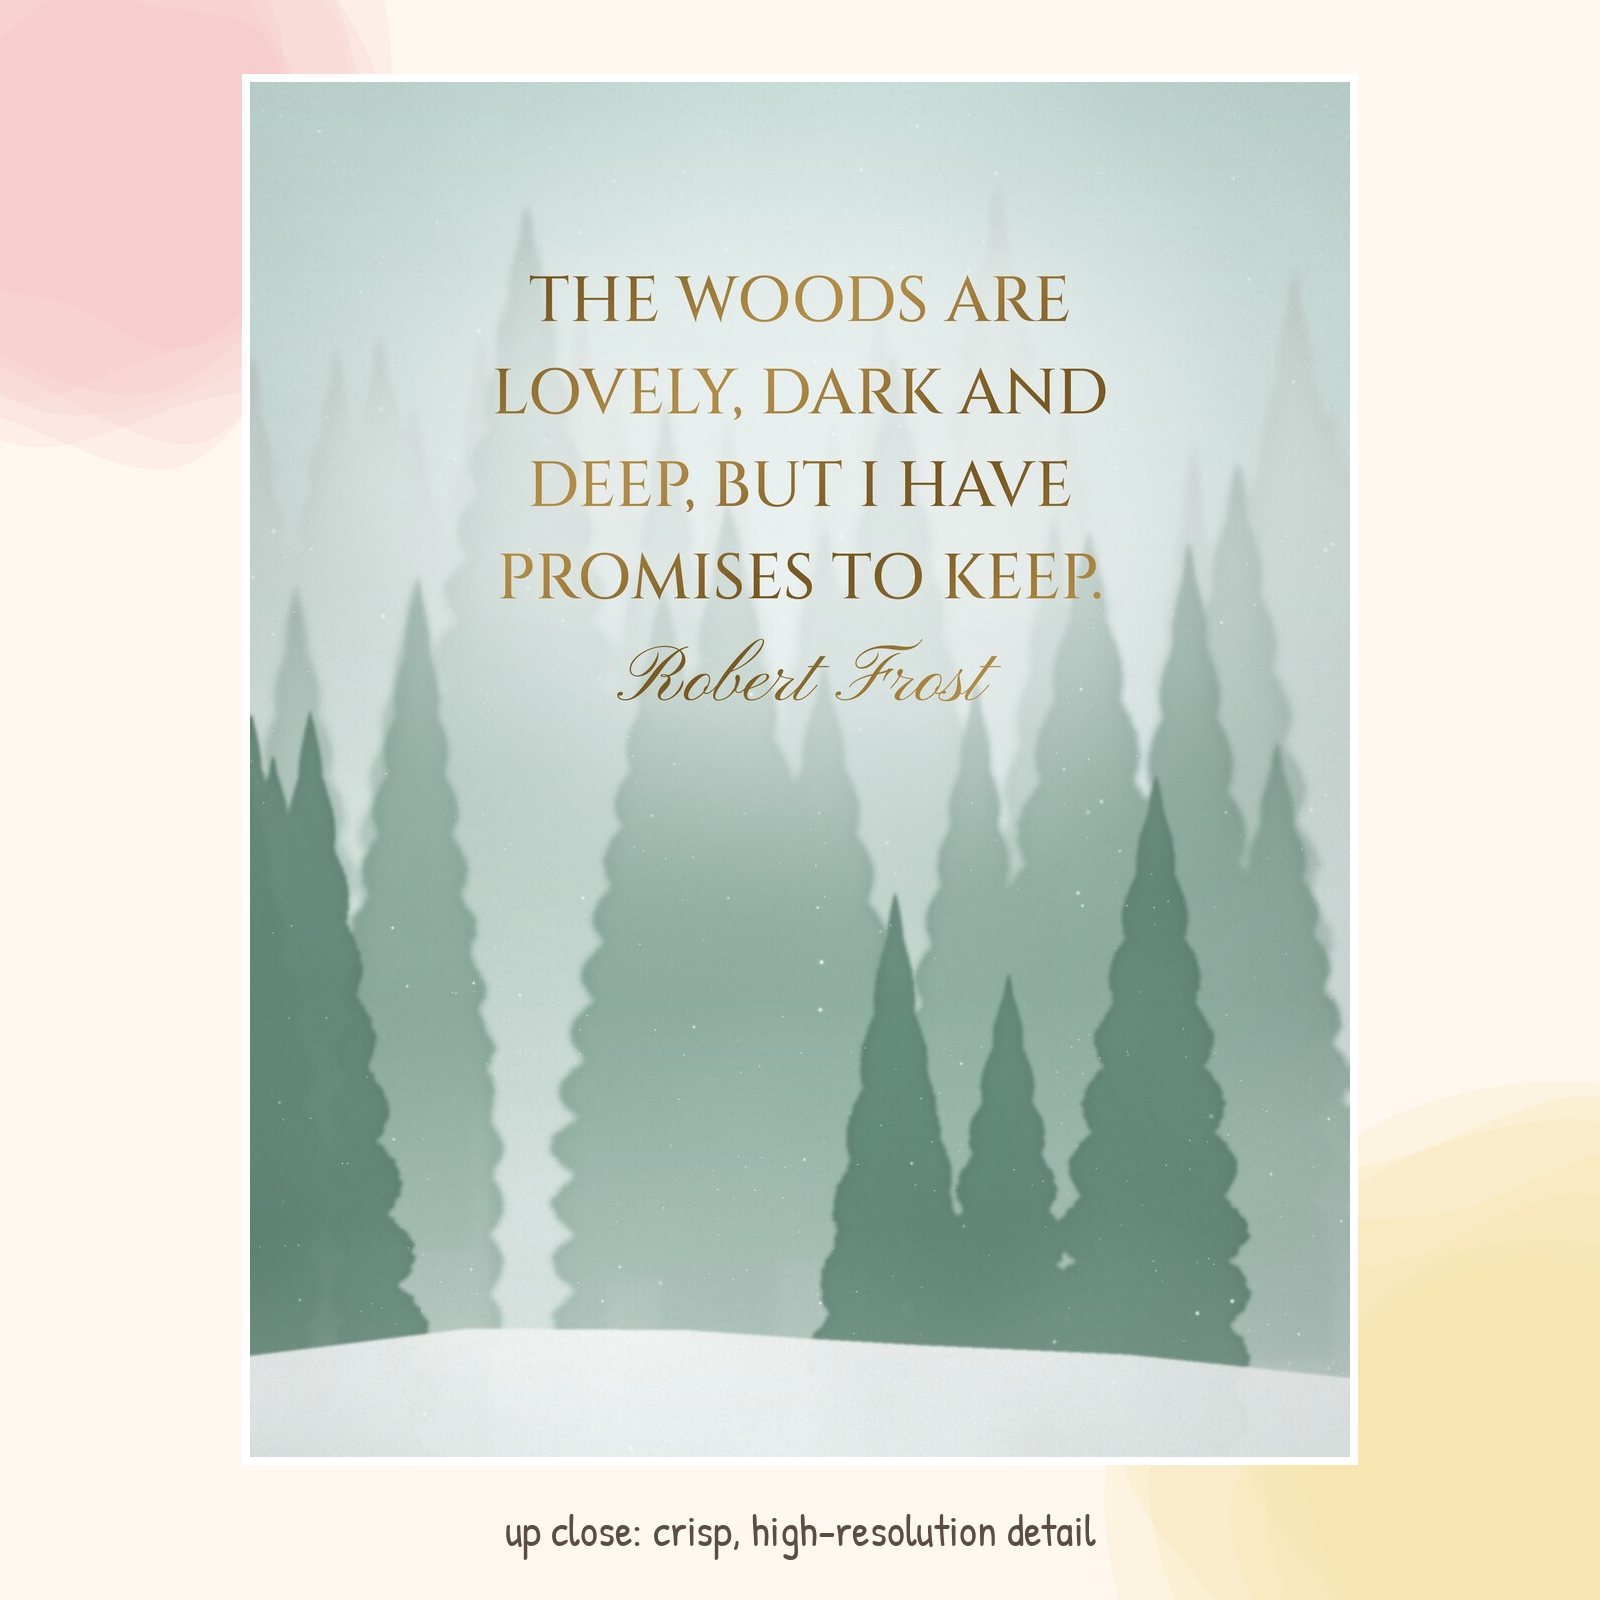 THE WOODS ARE
LOVELY, DARK AND
DEEP, BUT I HAVE
PROMISES TO KEEP.
Robert Frost
up close: crisp, high-resolution detail